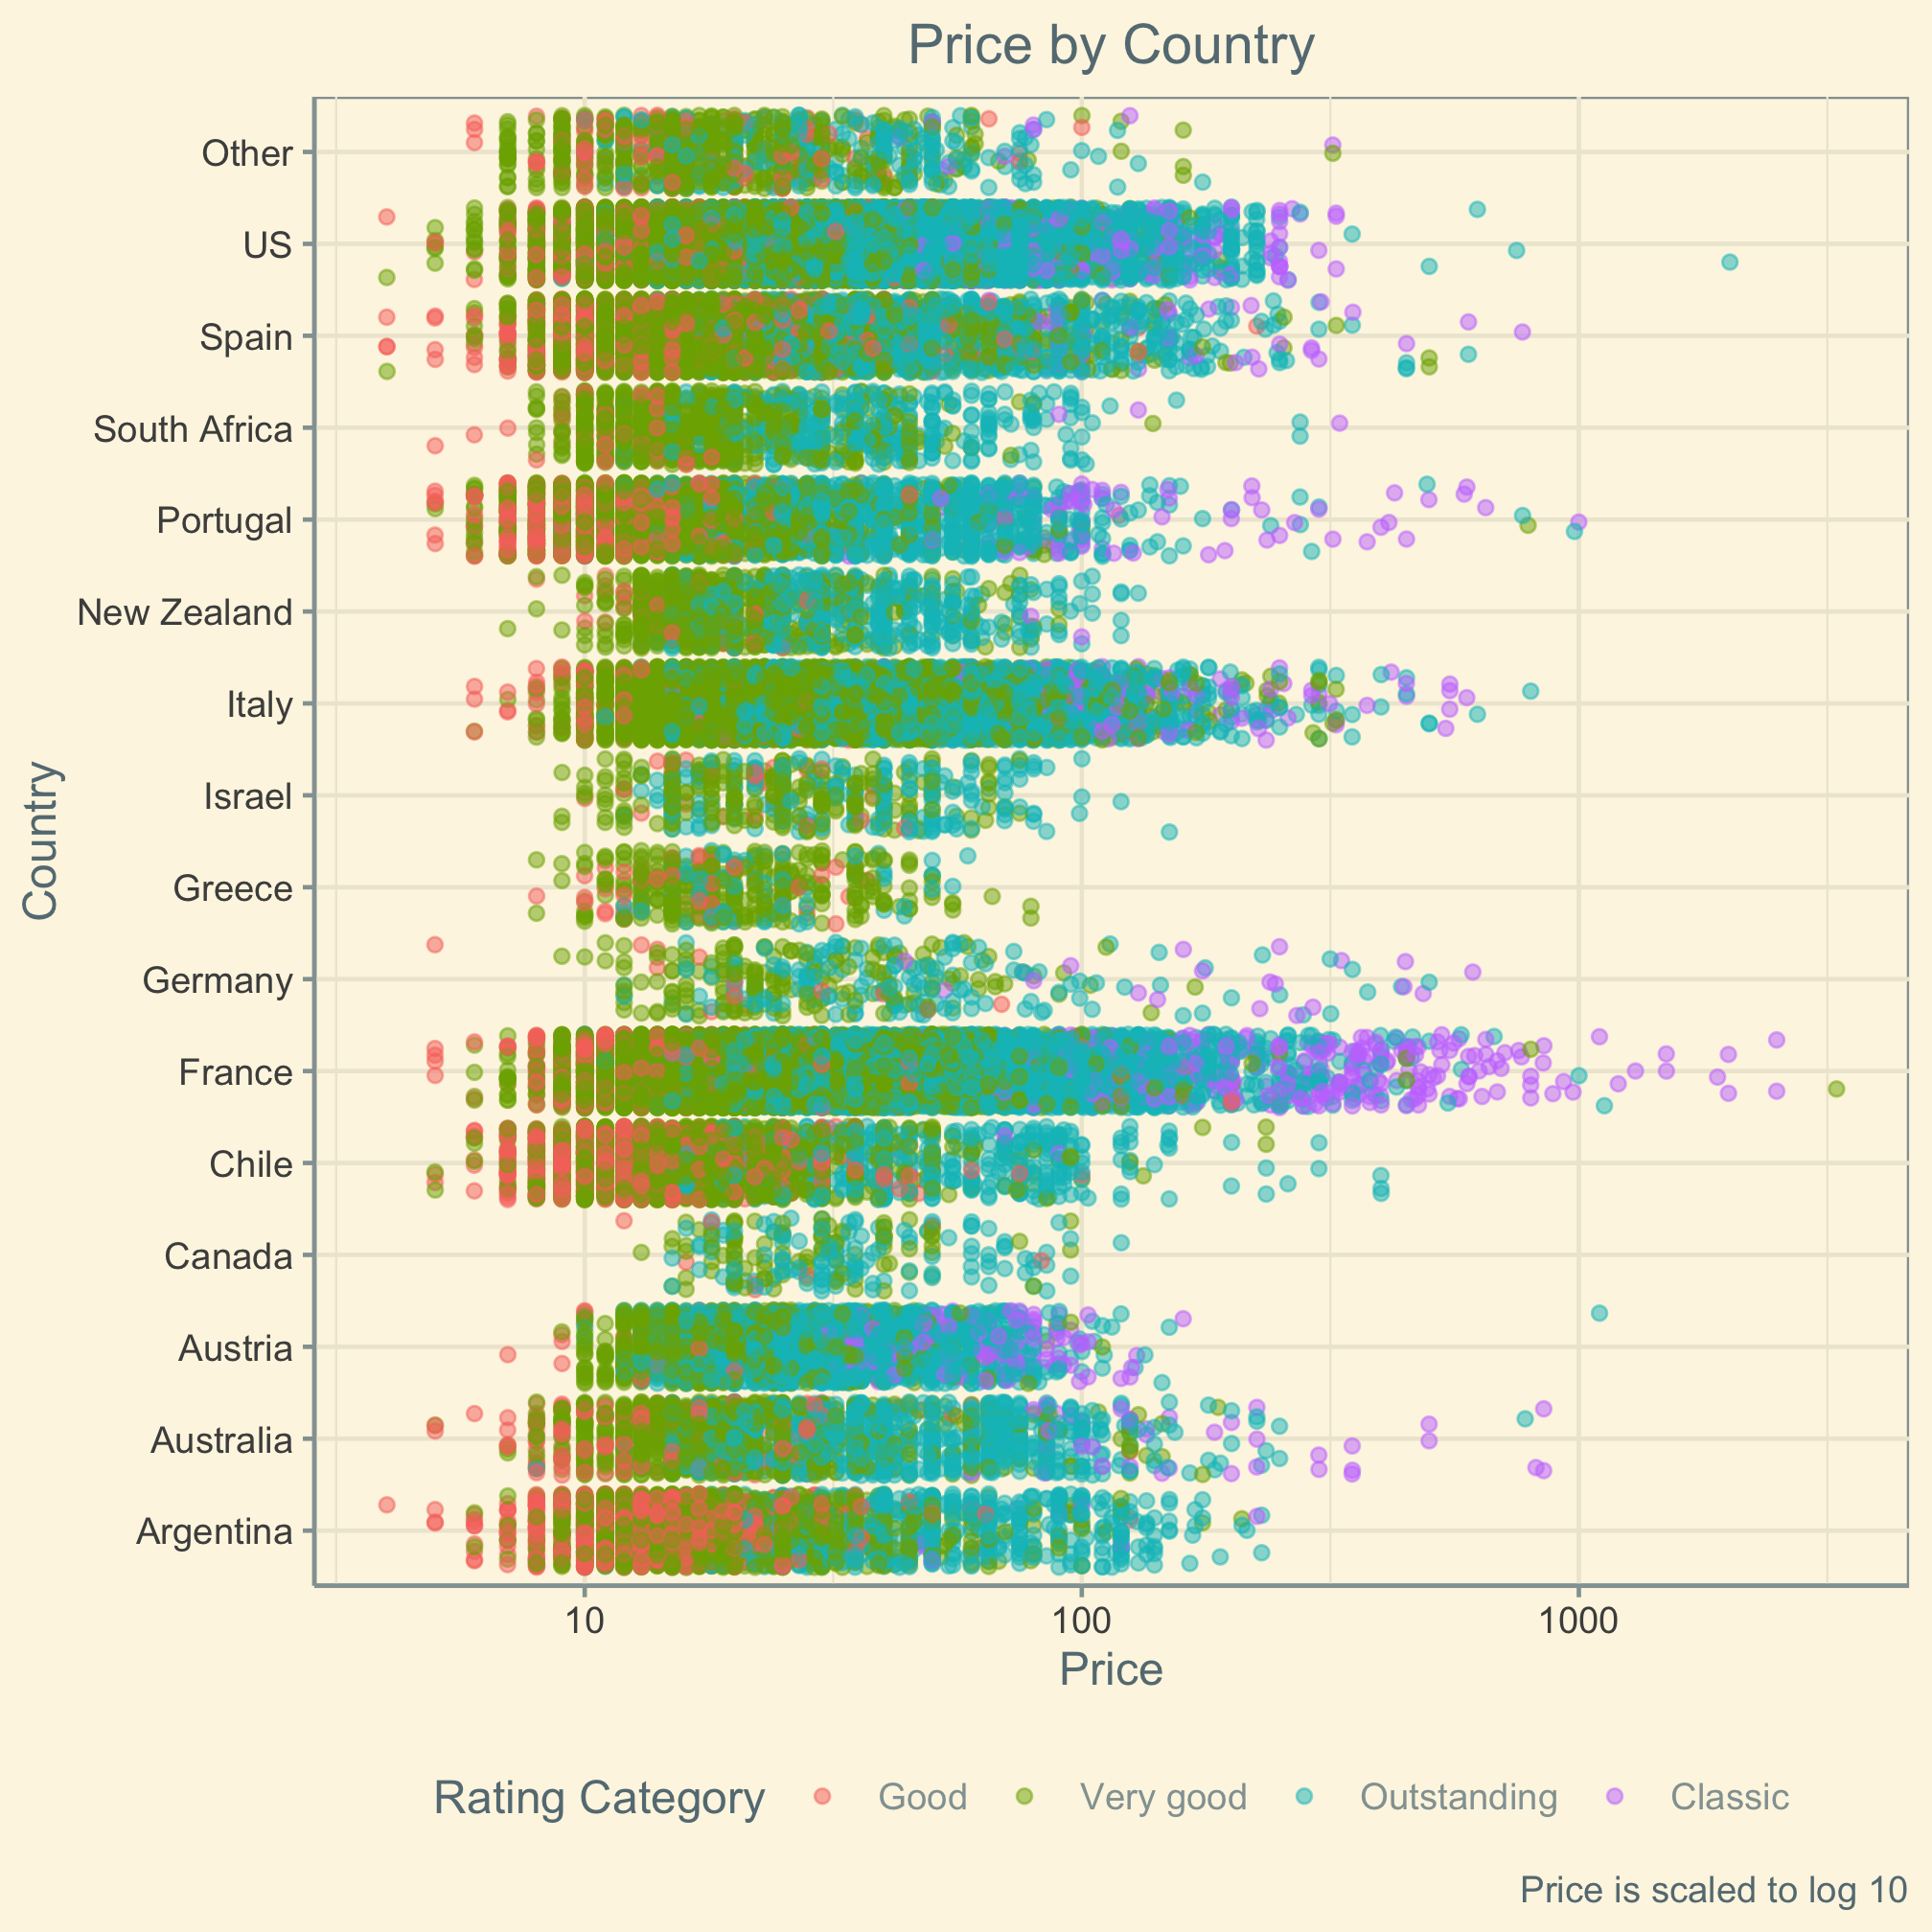 Price by Country
Country
Other
US
Spain
South Africa
Portugal
New Zealand
Italy
Israel
Greece
Germany
France
Chile
Canada
Austria
Australia
Argentina
10 100 1000
Price
Rating Category Good Very good Outstanding Classic
Price is scaled to log 10